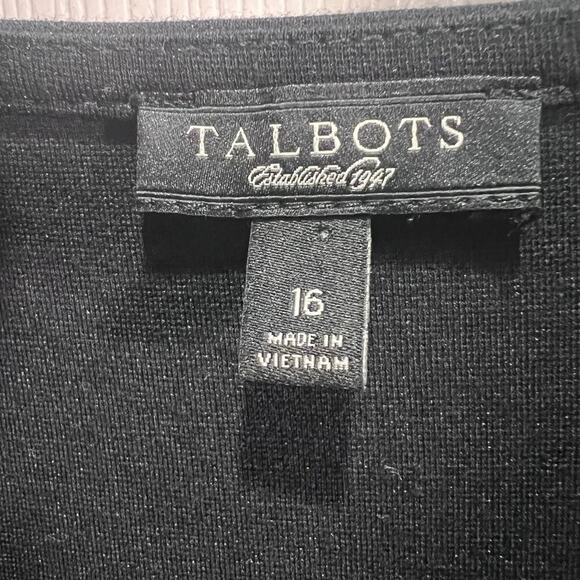 TALBOTS
Established 1947
16
MADE IN
VIETNAM